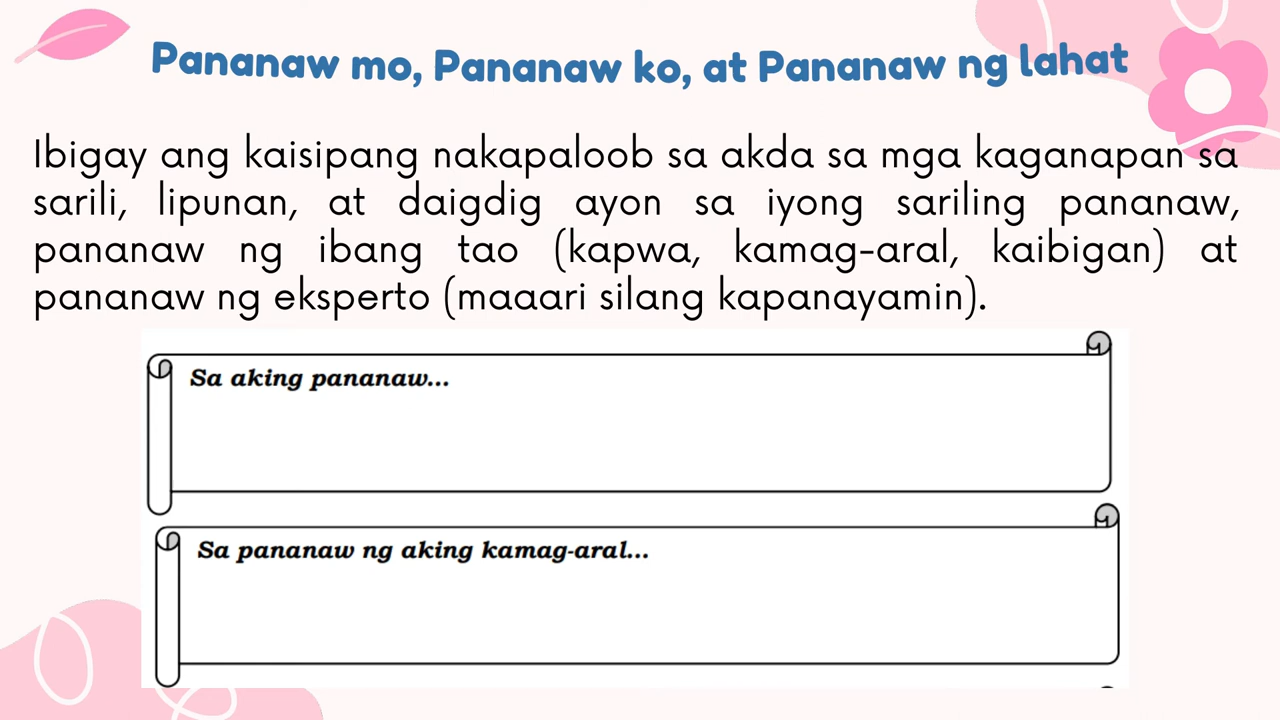 Pananaw mo, Pananaw ko, at Pananaw ng lahat
Ibigay ang kaisipang nakapaloob sa akda sa mga kaganapan sa
sarili, lipunan, at daigdig ayon sa iyong sariling pananaw,
pananaw ng ibang tao (kapwa, kamag-aral, kaibigan) at
pananaw ng eksperto (maaari silang kapanayamin).
Sa aking pananaw...
Sa pananaw ng aking kamag-aral...